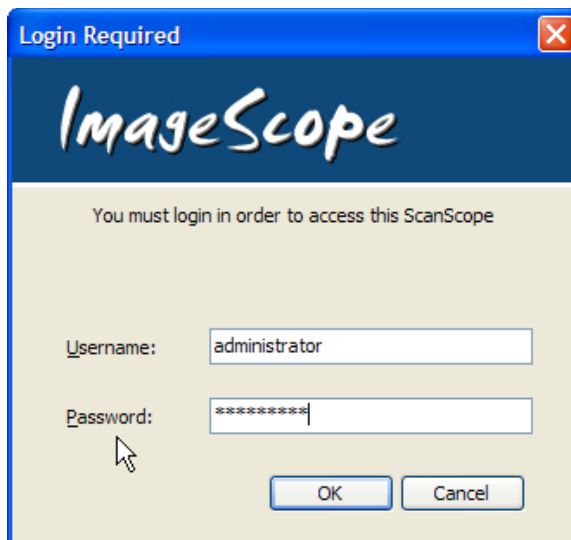 Login Required
ImageScope
You must login in order to access this ScanScope
Username: administrator
Password: *********
OK Cancel